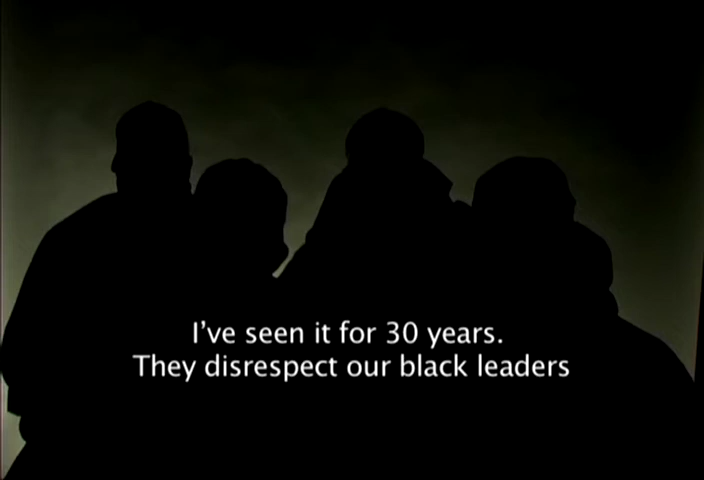 I've seen it for 30 years.
They disrespect our black leaders